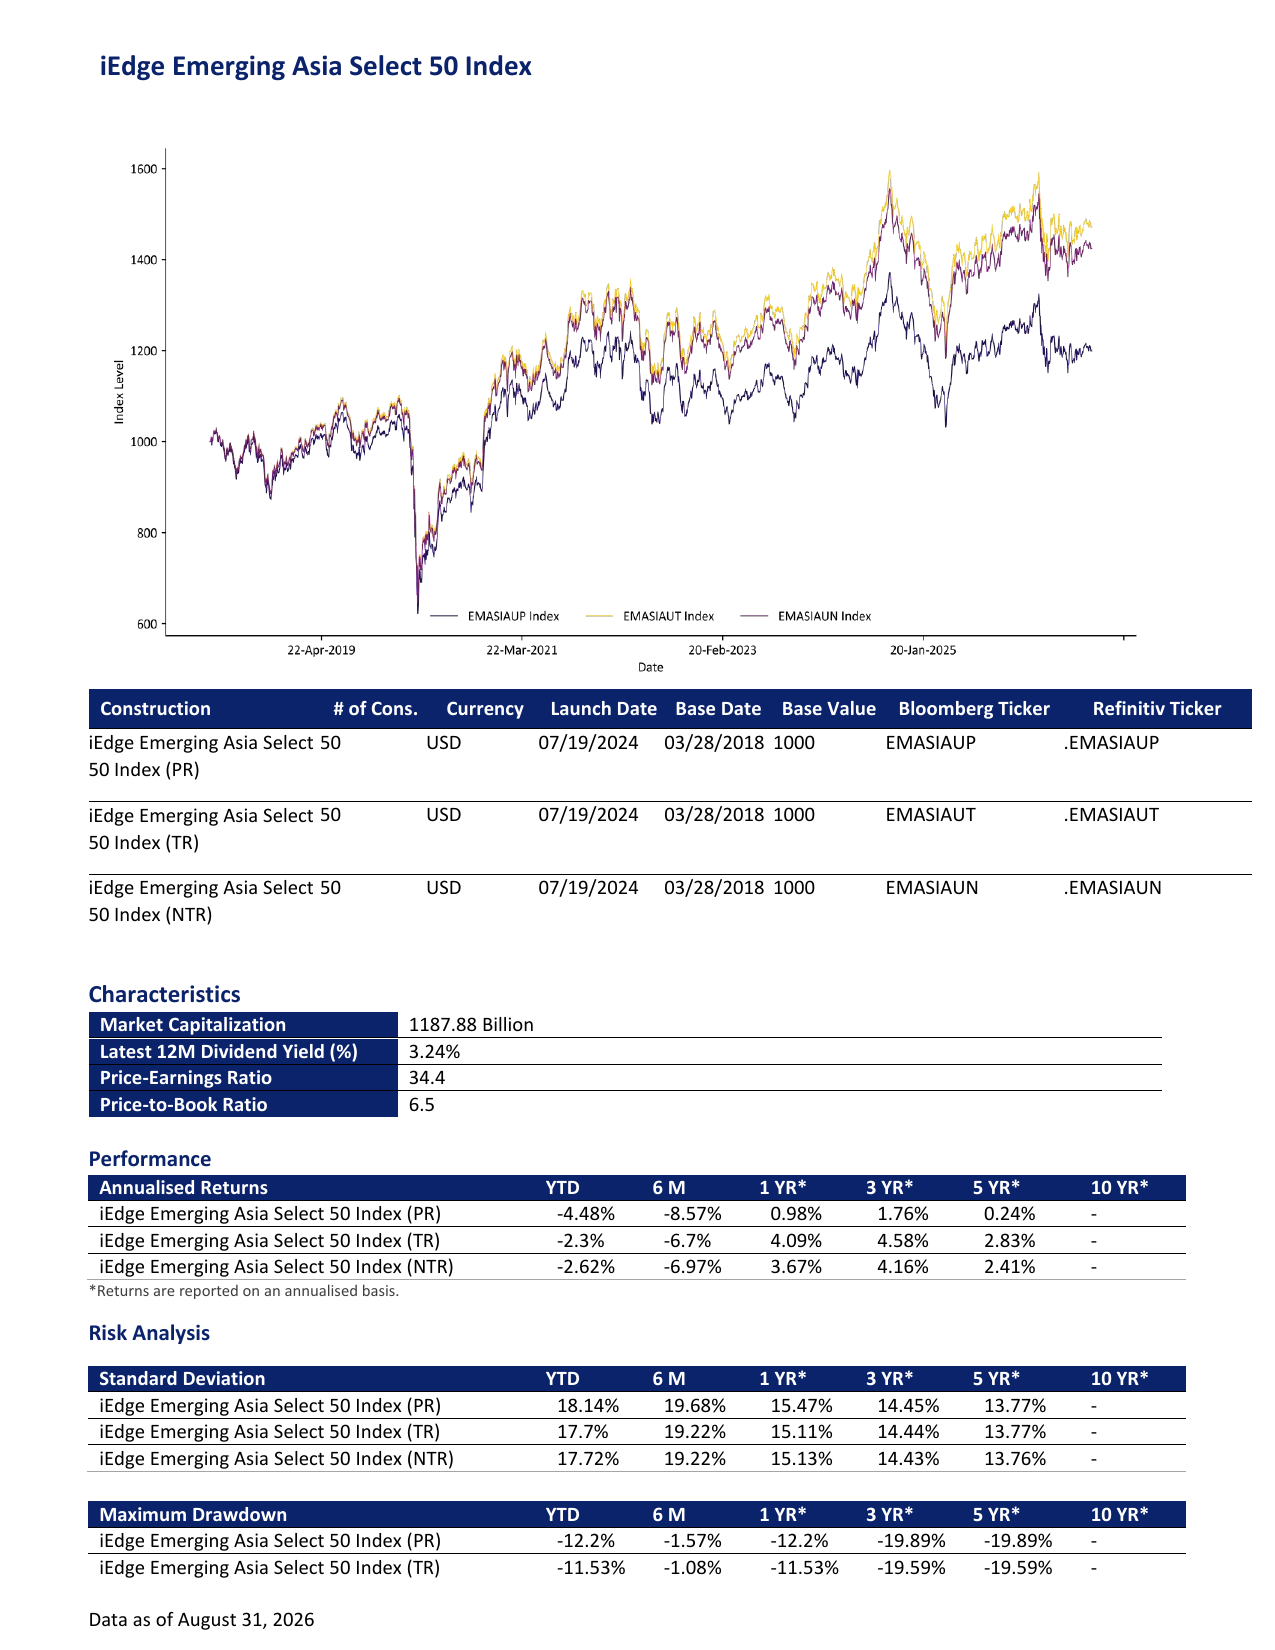 iEdge Emerging Asia Select 50 Index
1600
1400
1200
1000
800
600
Index Level
EMASIAUP Index EMASIAUT Index EMASIAUN Index
22-Apr-2019 22-Mar-2021 20-Feb-2023 20-Jan-2025
Date
Construction # of Cons. Currency Launch Date Base Date Base Value Bloomberg Ticker Refinitiv Ticker
iEdge Emerging Asia Select 50 USD 07/19/2024 03/28/2018 1000 EMASIAUP .EMASIAUP
50 Index (PR)
iEdge Emerging Asia Select 50 USD 07/19/2024 03/28/2018 1000 EMASIAUT .EMASIAUT
50 Index (TR)
iEdge Emerging Asia Select 50 USD 07/19/2024 03/28/2018 1000 EMASIAUN .EMASIAUN
50 Index (NTR)
Characteristics
Market Capitalization 1187.88 Billion
Latest 12M Dividend Yield (%) 3.24%
Price-Earnings Ratio 34.4
Price-to-Book Ratio 6.5
Performance
Annualised Returns YTD 6 M 1 YR* 3 YR* 5 YR* 10 YR*
iEdge Emerging Asia Select 50 Index (PR) -4.48% -8.57% 0.98% 1.76% 0.24% -
iEdge Emerging Asia Select 50 Index (TR) -2.3% -6.7% 4.09% 4.58% 2.83% -
iEdge Emerging Asia Select 50 Index (NTR) -2.62% -6.97% 3.67% 4.16% 2.41% -
*Returns are reported on an annualised basis.
Risk Analysis
Standard Deviation YTD 6 M 1 YR* 3 YR* 5 YR* 10 YR*
iEdge Emerging Asia Select 50 Index (PR) 18.14% 19.68% 15.47% 14.45% 13.77% -
iEdge Emerging Asia Select 50 Index (TR) 17.7% 19.22% 15.11% 14.44% 13.77% -
iEdge Emerging Asia Select 50 Index (NTR) 17.72% 19.22% 15.13% 14.43% 13.76% -
Maximum Drawdown YTD 6 M 1 YR* 3 YR* 5 YR* 10 YR*
iEdge Emerging Asia Select 50 Index (PR) -12.2% -1.57% -12.2% -19.89% -19.89% -
iEdge Emerging Asia Select 50 Index (TR) -11.53% -1.08% -11.53% -19.59% -19.59% -
Data as of August 31, 2026